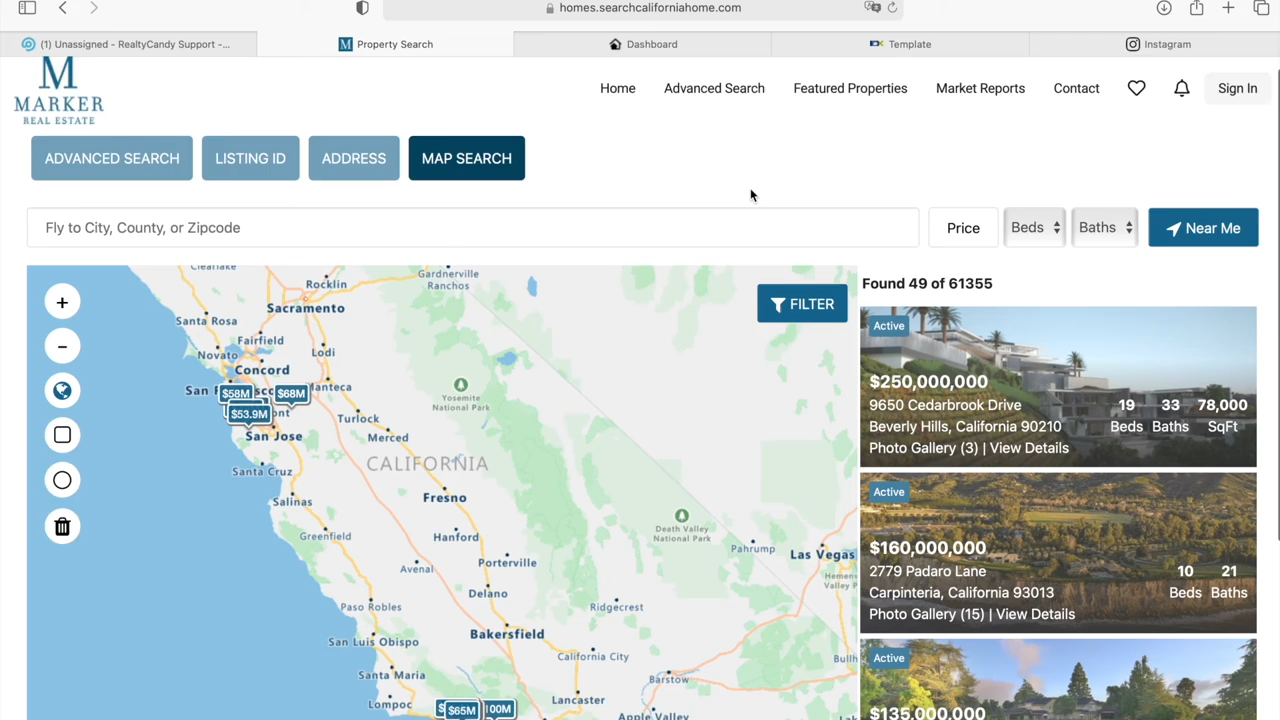 homes.searchcaliforniahome.com
(1) Unassigned - RealtyCandy Support -...
Property Search
Dashboard
Template
Instagram
M
MARKER
REAL ESTATE
Home
Advanced Search
Featured Properties
Market Reports
Contact
Sign In
ADVANCED SEARCH
LISTING ID
ADDRESS
MAP SEARCH
Fly to City, County, or Zipcode
Price
Beds
Baths
Near Me
FILTER
Clearlake
Rocklin
Gardnerville
Ranchos
Sacramento
Santa Rosa
Fairfield
Novato
Lodi
Concord
Manteca
$58M
$68M
$53.9M
Yosemite
National Park
Turlock
San Jose
Merced
CALIFORNIA
Santa Cruz
Salinas
Fresno
Death Valley
National Park
Greenfield
Hanford
Pahrump
Las Vegas
Avenal
Porterville
Delano
Paso Robles
Ridgecrest
Bakersfield
San Luis Obispo
California City
Santa Maria
Barstow
Lompoc
Lancaster
$65M
100M
Apple Valley
Found 49 of 61355
Active
$250,000,000
9650 Cedarbrook Drive
Beverly Hills, California 90210
19 33 78,000
Beds Baths SqFt
Photo Gallery (3) | View Details
Active
$160,000,000
2779 Padaro Lane
Carpinteria, California 93013
10 21
Beds Baths
Photo Gallery (15) | View Details
Active
$135,000,000